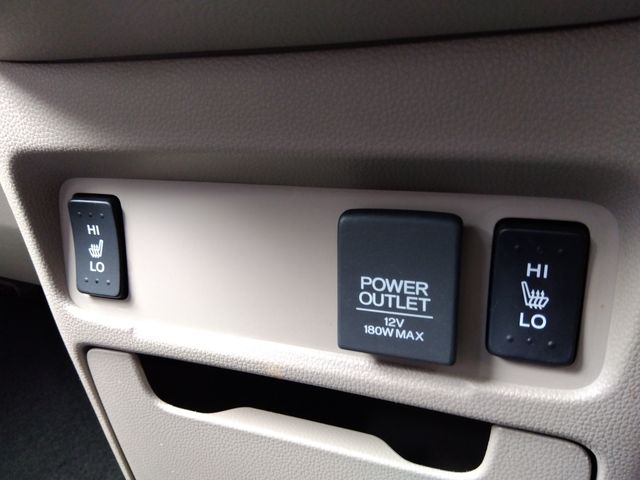 HI
LO
POWER
OUTLET
12V
180W MAX
HI
LO